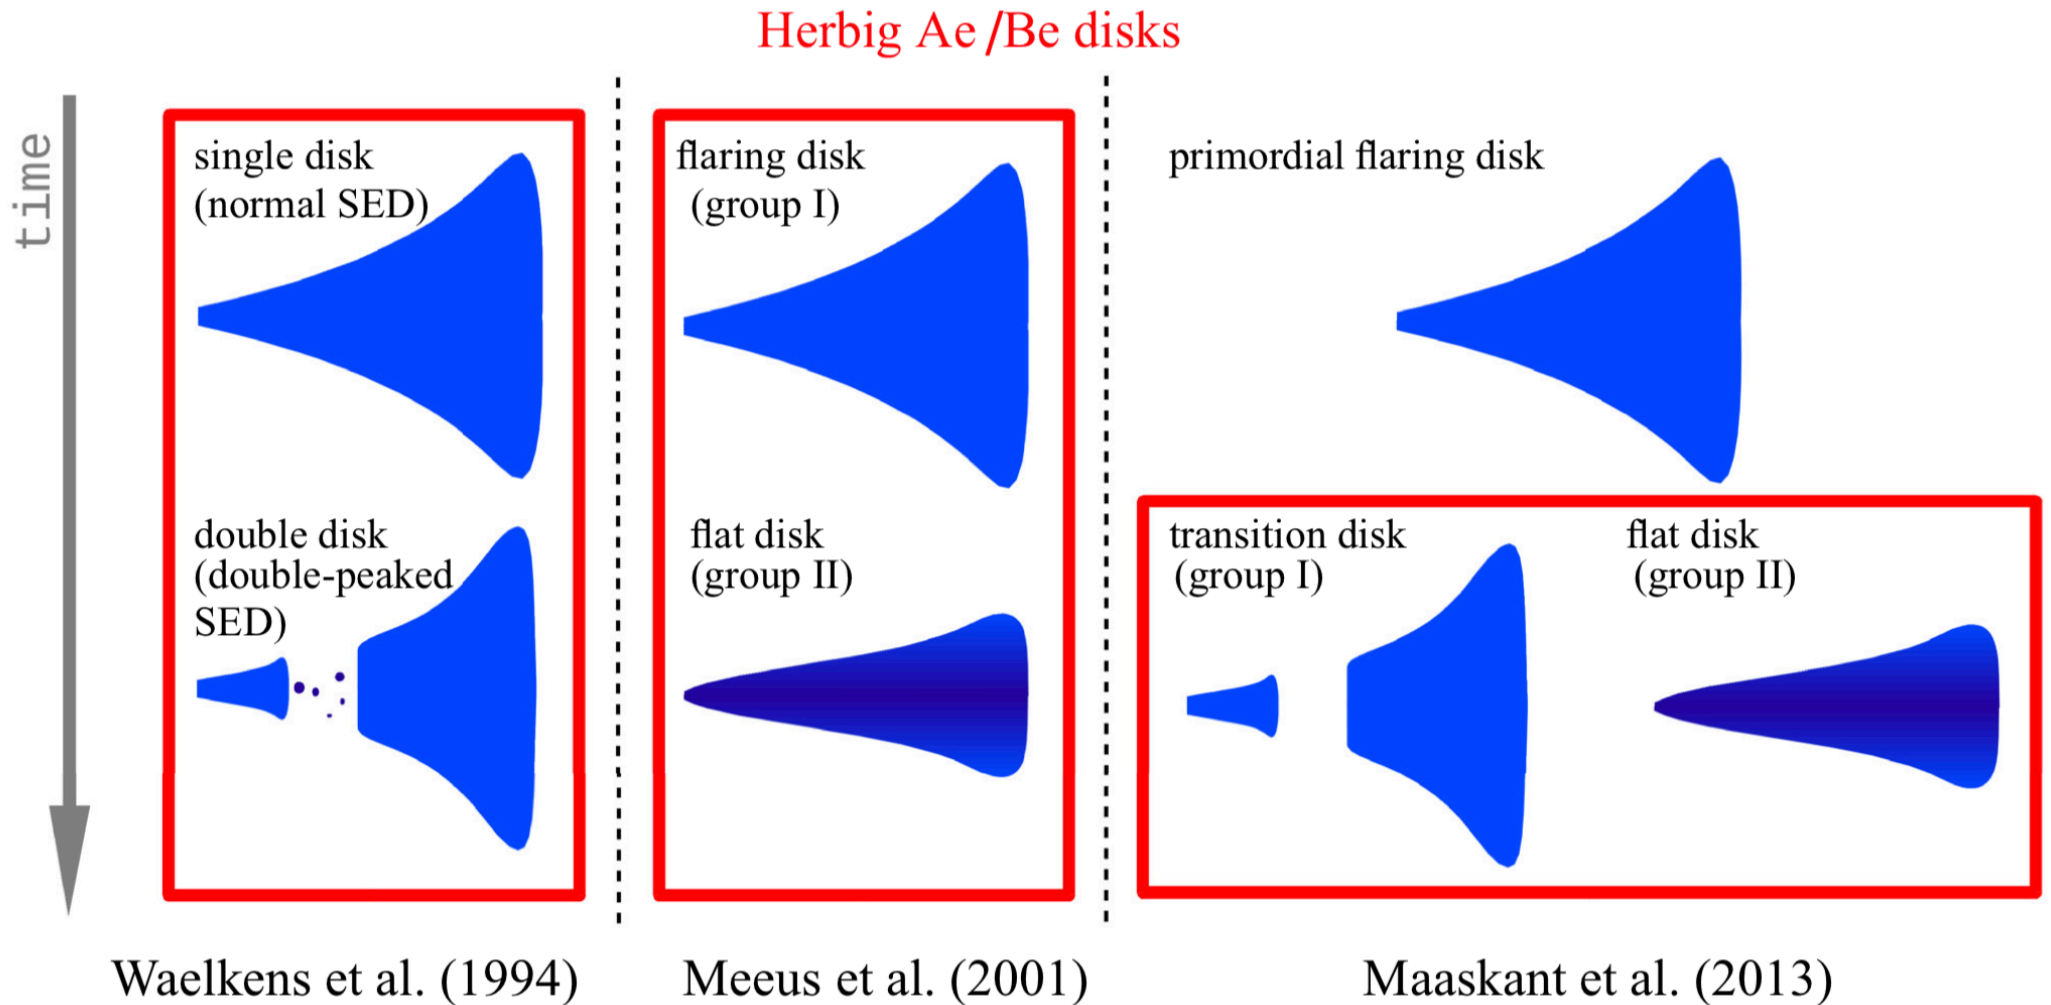 Herbig Ae/Be disks
time
single disk
(normal SED)
double disk
(double-peaked
SED)
Waelkens et al. (1994)
flaring disk
(group I)
flat disk
(group II)
Meeus et al. (2001)
primordial flaring disk
transition disk
(group I)
flat disk
(group II)
Maaskant et al. (2013)